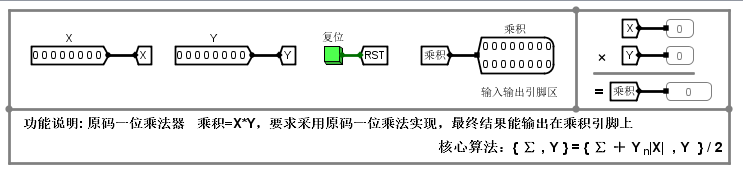 X
00000000
X
Y
00000000
Y
复位
RST
乘积
乘积
00000000
00000000
输入输出引脚区
X
0
× Y
0
= 乘积
0
功能说明: 原码一位乘法器 乘积=X*Y，要求采用原码一位乘法实现，最终结果能输出在乘积引脚上
核心算法：{ Σ , Y } = { Σ ＋ Yn|X| , Y } / 2